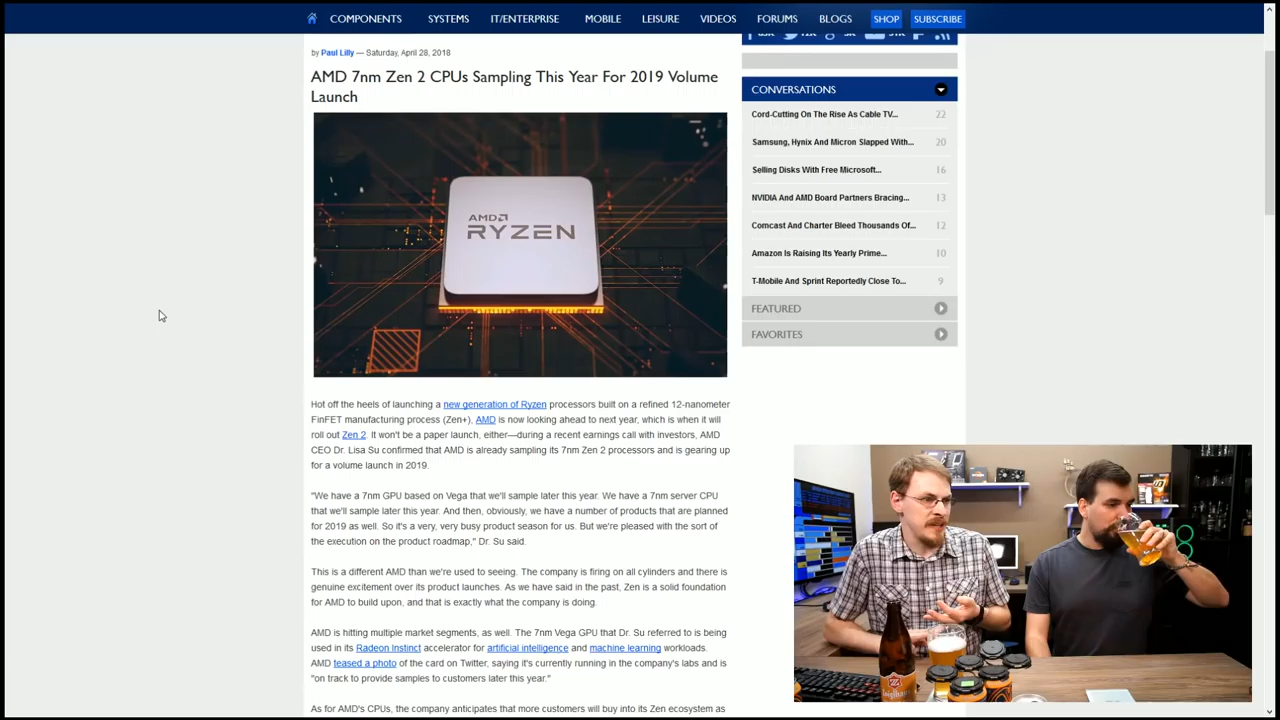 COMPONENTS SYSTEMS IT/ENTERPRISE MOBILE LEISURE VIDEOS FORUMS BLOGS SHOP SUBSCRIBE
by Paul Lilly — Saturday, April 28, 2018
AMD 7nm Zen 2 CPUs Sampling This Year For 2019 Volume
Launch
AMD
RYZEN
Hot off the heels of launching a new generation of Ryzen processors built on a refined 12-nanometer
FinFET manufacturing process (Zen+), AMD is now looking ahead to next year, which is when it will
roll out Zen 2. It won't be a paper launch, either—during a recent earnings call with investors, AMD
CEO Dr. Lisa Su confirmed that AMD is already sampling its 7nm Zen 2 processors and is gearing up
for a volume launch in 2019.
"We have a 7nm GPU based on Vega that we'll sample later this year. We have a 7nm server CPU
that we'll sample later this year. And then, obviously, we have a number of products that are planned
for 2019 as well. So it's a very, very busy product season for us. But we're pleased with the sort of
the execution on the product roadmap," Dr. Su said.
This is a different AMD than we're used to seeing. The company is firing on all cylinders and there is
genuine excitement over its product launches. As we have said in the past, Zen is a solid foundation
for AMD to build upon, and that is exactly what the company is doing.
AMD is hitting multiple market segments, as well. The 7nm Vega GPU that Dr. Su referred to is being
used in its Radeon Instinct accelerator for artificial intelligence and machine learning workloads.
AMD teased a photo of the card on Twitter, saying it's currently running in the company's labs and is
"on track to provide samples to customers later this year."
As for AMD's CPUs, the company anticipates that more customers will buy into its Zen ecosystem as
CONVERSATIONS
Cord-Cutting On The Rise As Cable TV... 22
Samsung, Hynix And Micron Slapped With... 20
Selling Disks With Free Microsoft... 16
NVIDIA And AMD Board Partners Bracing... 13
Comcast And Charter Bleed Thousands Of... 12
Amazon Is Raising Its Yearly Prime... 10
T-Mobile And Sprint Reportedly Close To... 9
FEATURED
FAVORITES